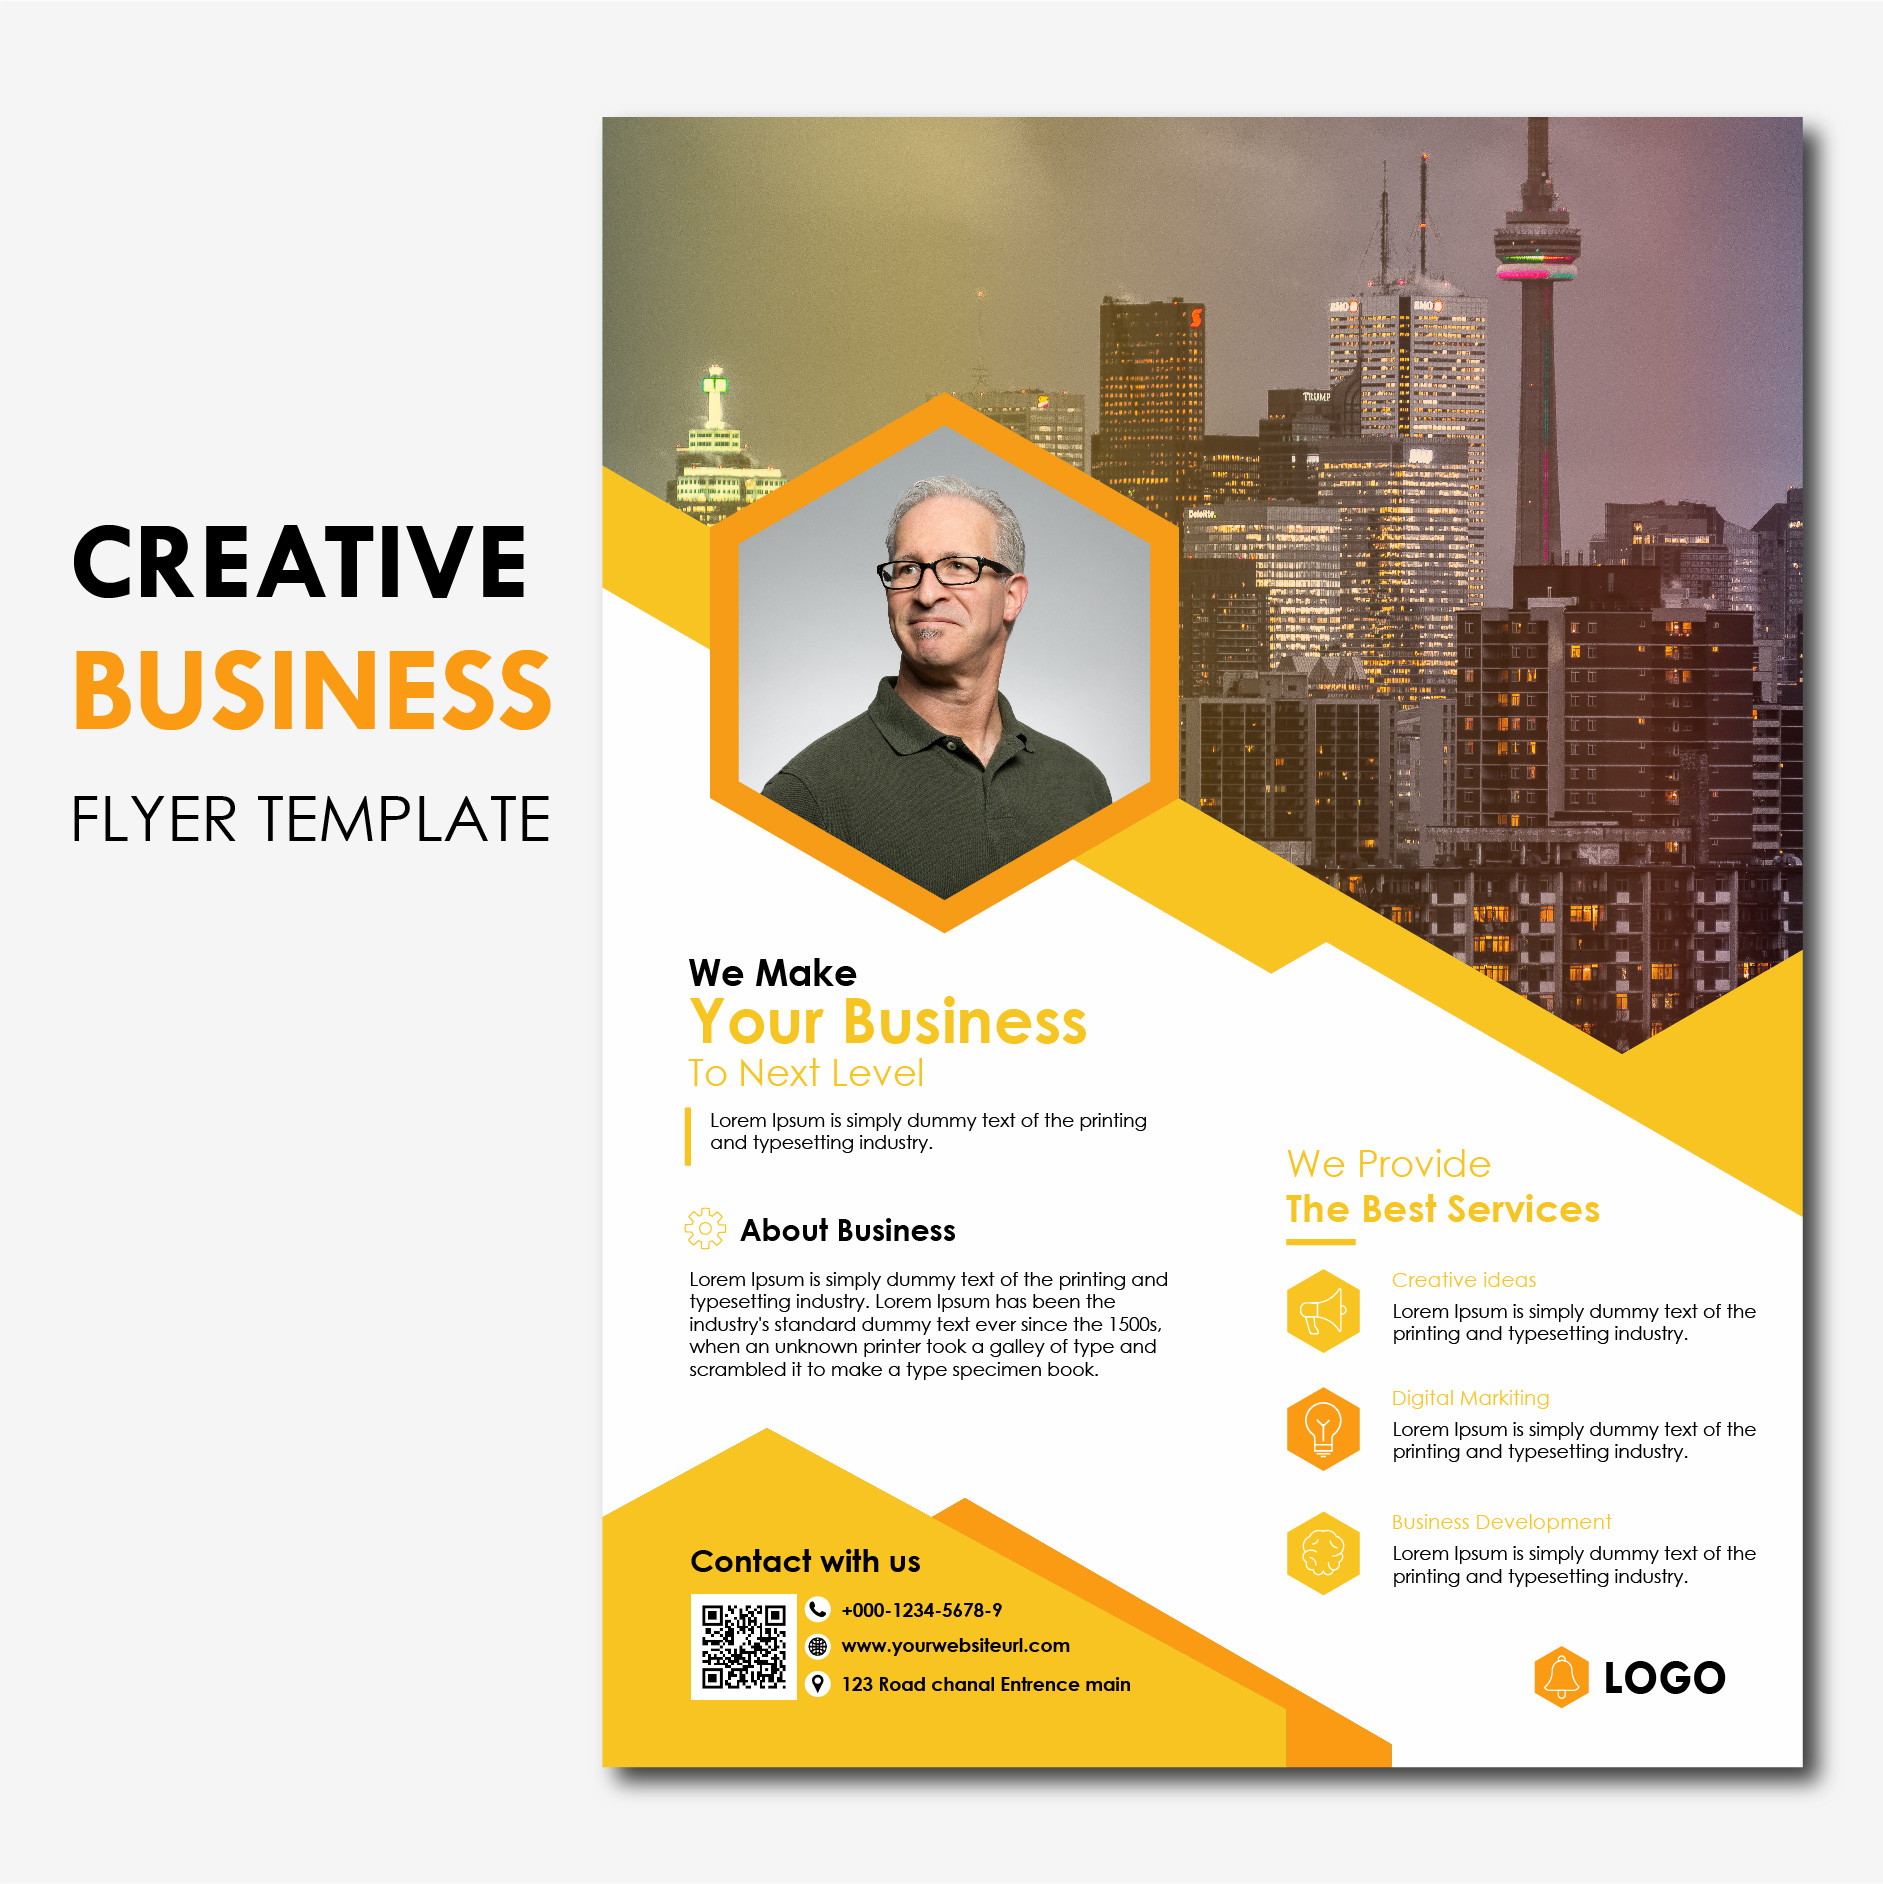 CREATIVE
BUSINESS
FLYER TEMPLATE
BMO
BMO
TRUMP
Deloitte.
We Make
Your Business
To Next Level
Lorem Ipsum is simply dummy text of the printing
and typesetting industry.
About Business
Lorem Ipsum is simply dummy text of the printing and
typesetting industry. Lorem Ipsum has been the
industry's standard dummy text ever since the 1500s,
when an unknown printer took a galley of type and
scrambled it to make a type specimen book.
We Provide
The Best Services
Creative ideas
Lorem Ipsum is simply dummy text of the
printing and typesetting industry.
Digital Markiting
Lorem Ipsum is simply dummy text of the
printing and typesetting industry.
Business Development
Lorem Ipsum is simply dummy text of the
printing and typesetting industry.
Contact with us
+000-1234-5678-9
www.yourwebsiteurl.com
123 Road chanal Entrence main
LOGO